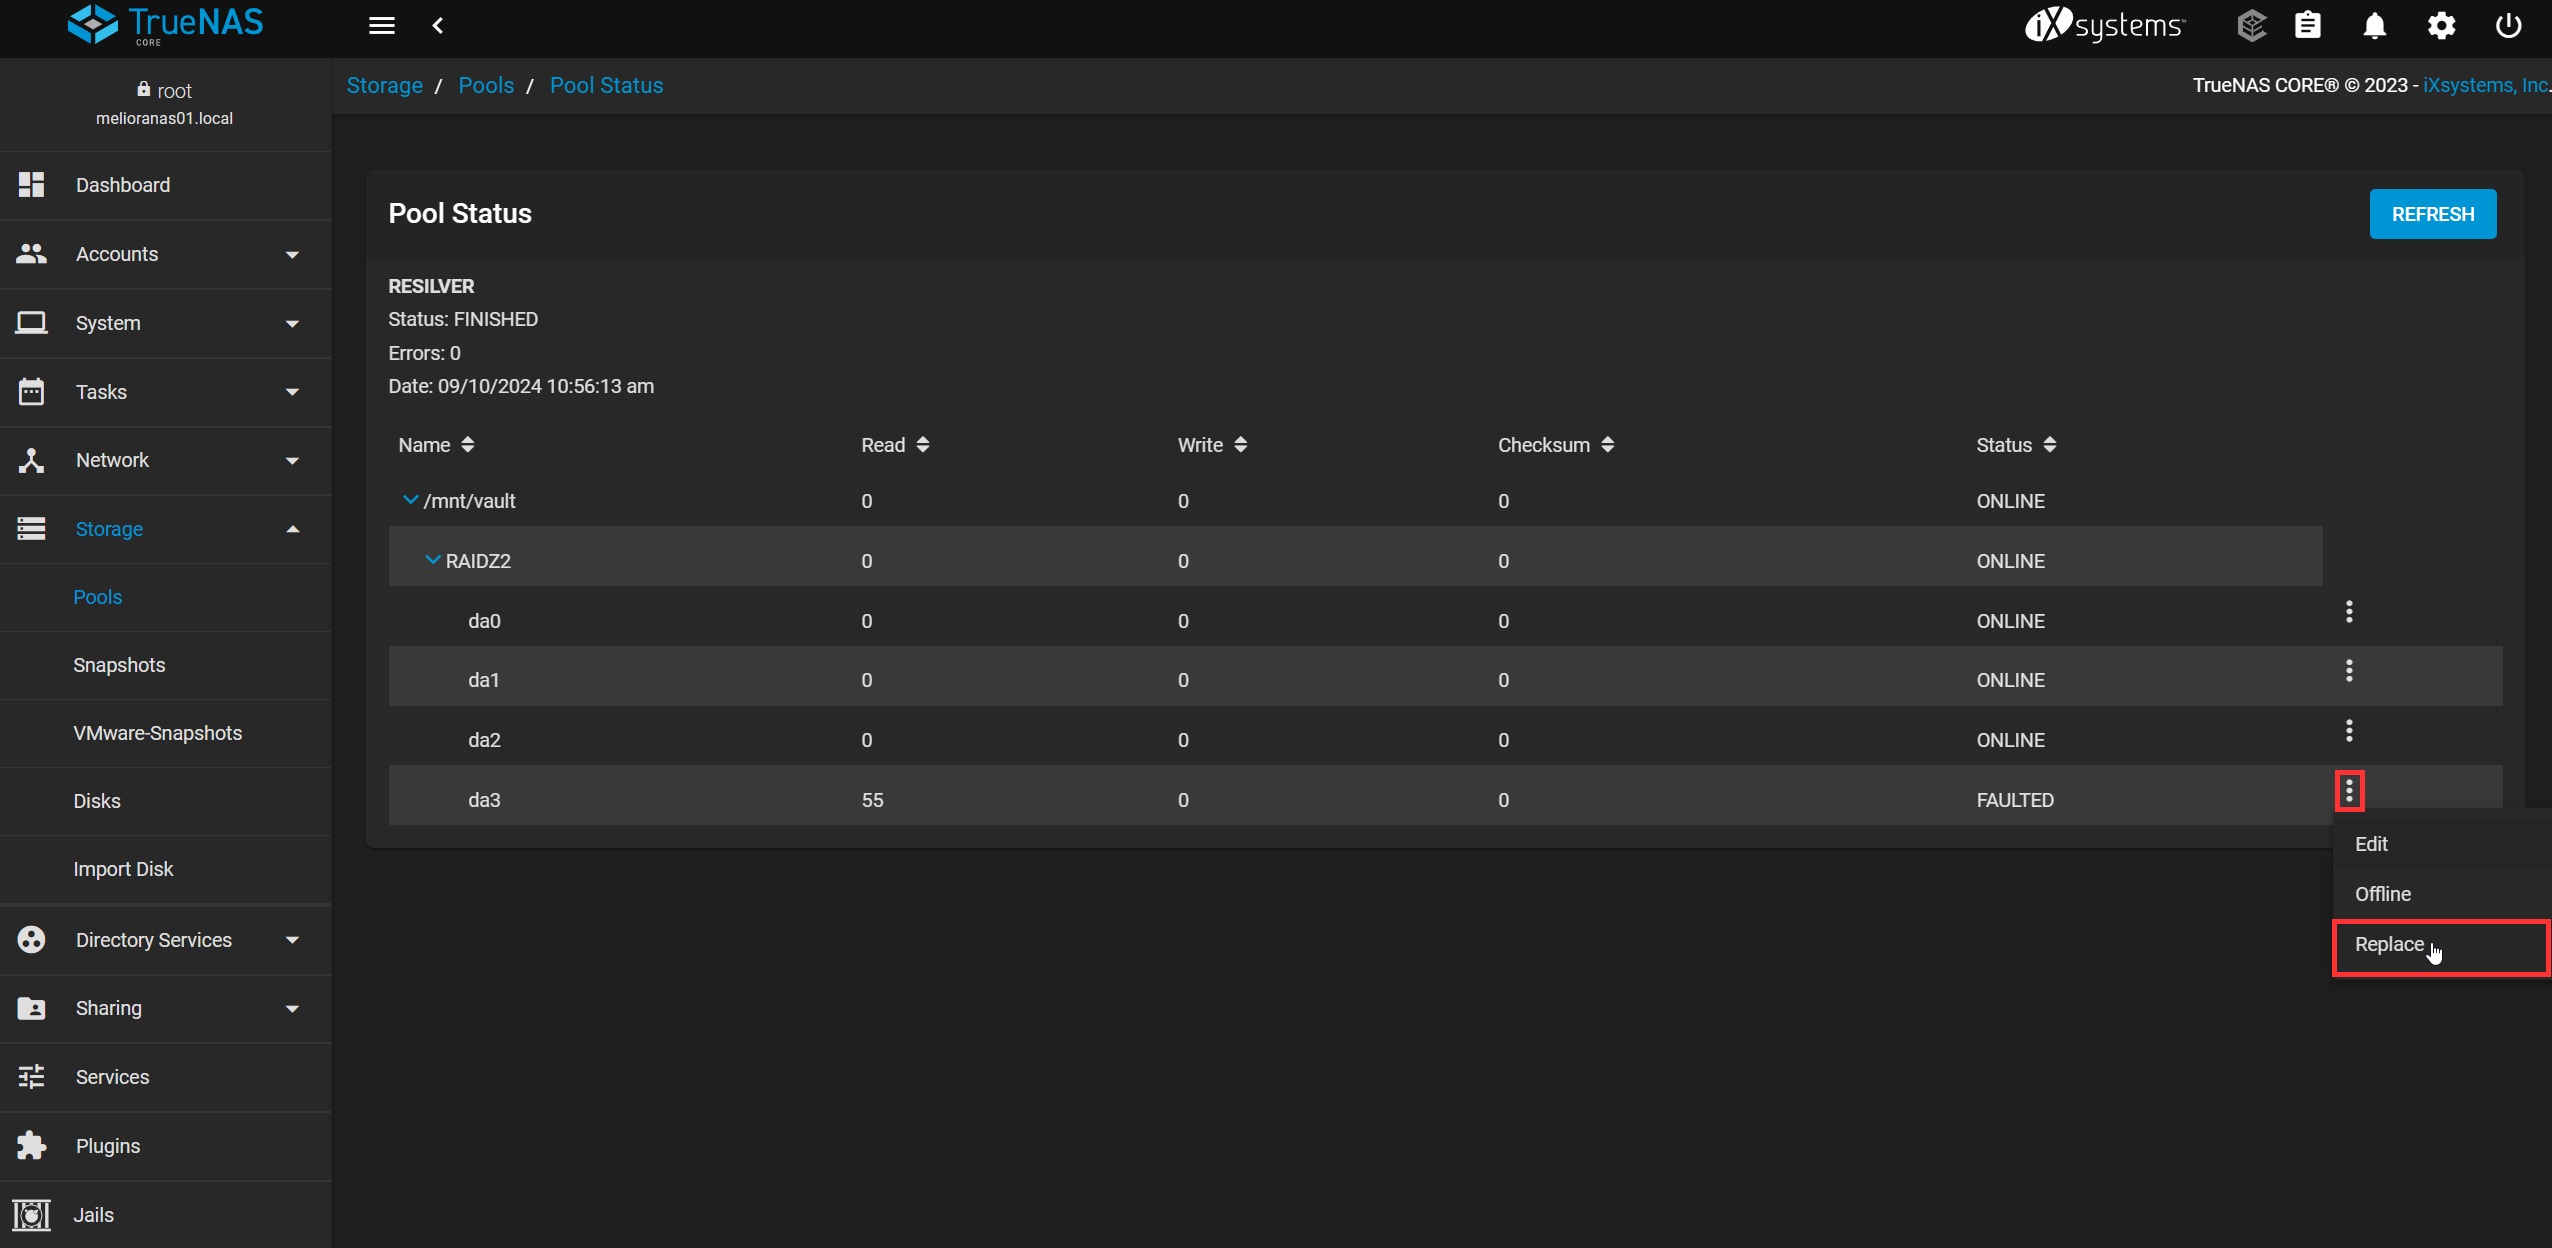 TrueNAS
CORE
iXsystems™
root
melioranas01.local
Storage / Pools / Pool Status
TrueNAS CORE® © 2023 - iXsystems, Inc.
Dashboard
Accounts
System
Tasks
Network
Storage
Pools
Snapshots
VMware-Snapshots
Disks
Import Disk
Directory Services
Sharing
Services
Plugins
Jails
Pool Status
REFRESH
RESILVER
Status: FINISHED
Errors: 0
Date: 09/10/2024 10:56:13 am
Name Read Write Checksum Status
/mnt/vault 0 0 0 ONLINE
RAIDZ2 0 0 0 ONLINE
da0 0 0 0 ONLINE
da1 0 0 0 ONLINE
da2 0 0 0 ONLINE
da3 55 0 0 FAULTED
Edit
Offline
Replace